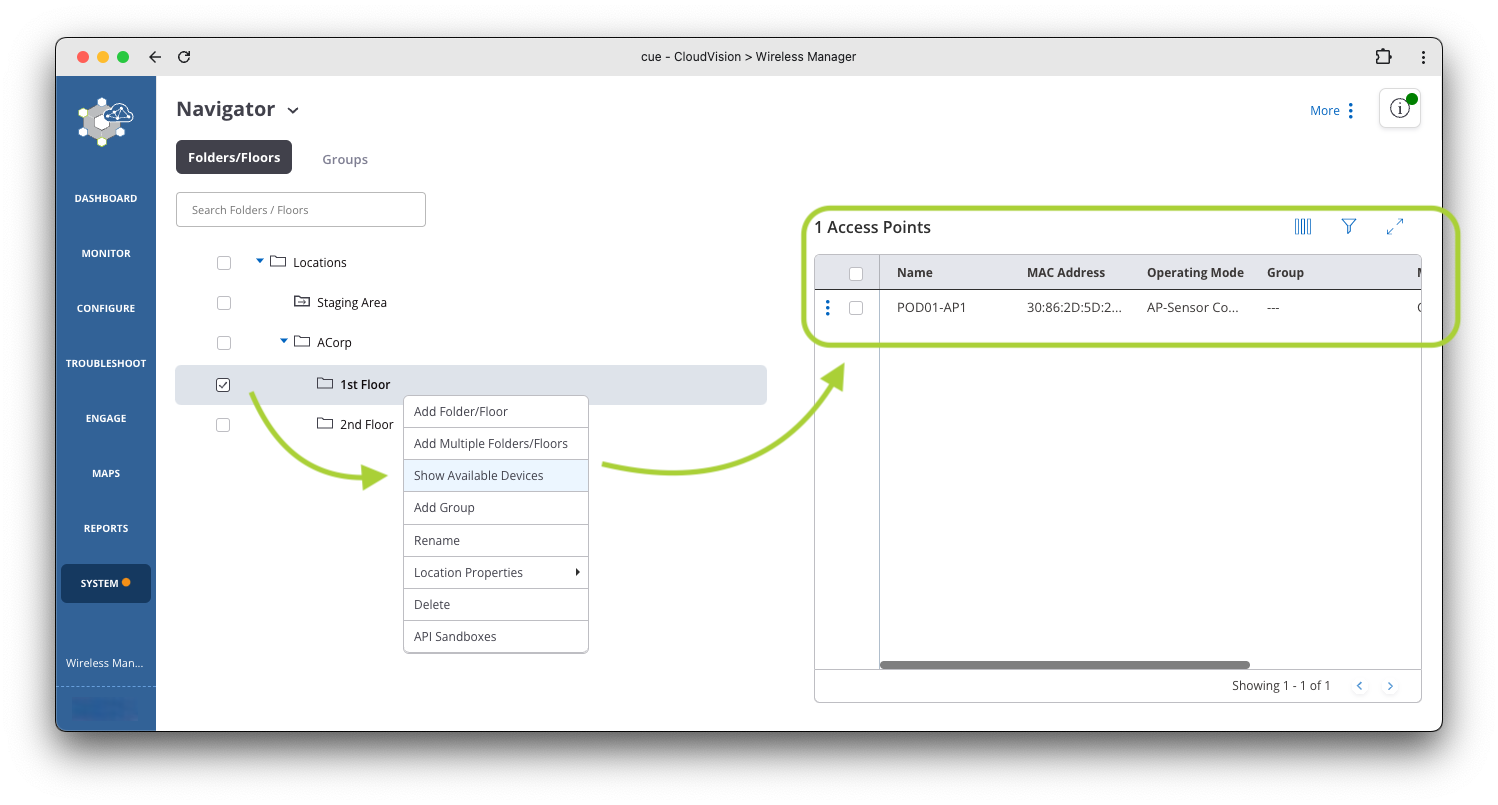 cue - CloudVision > Wireless Manager
Navigator
More
Folders/Floors
Groups
DASHBOARD
MONITOR
CONFIGURE
TROUBLESHOOT
ENGAGE
MAPS
REPORTS
SYSTEM
Wireless Man...
Search Folders / Floors
Locations
Staging Area
ACorp
1st Floor
2nd Floor
Add Folder/Floor
Add Multiple Folders/Floors
Show Available Devices
Add Group
Rename
Location Properties
Delete
API Sandboxes
1 Access Points
Name MAC Address Operating Mode Group
POD01-AP1 30:86:2D:5D:2... AP-Sensor Co... ---
Showing 1 - 1 of 1